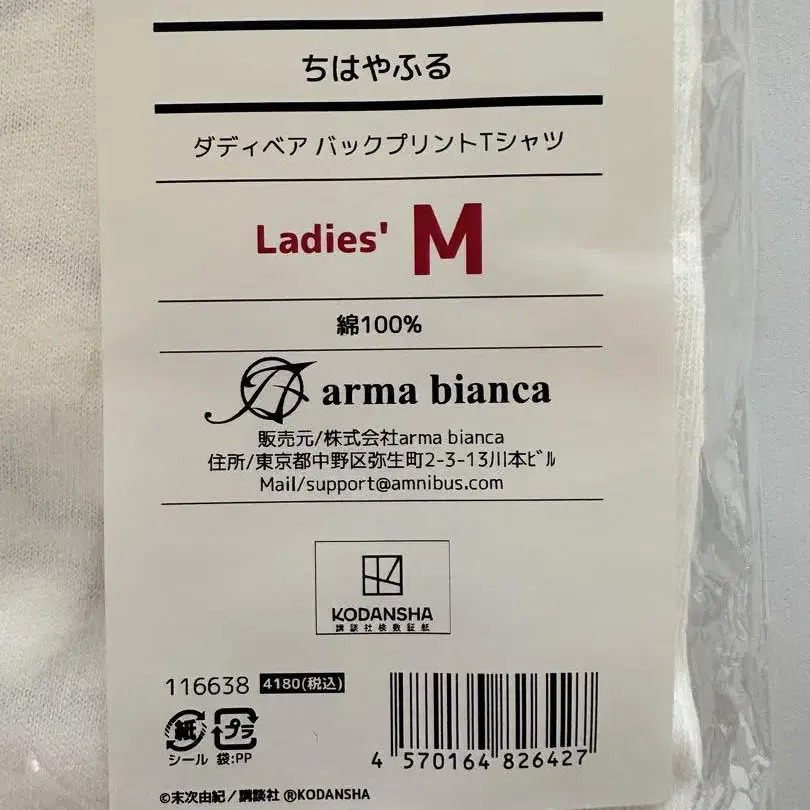 ちはやふる
ダディベア バックプリントTシャツ
Ladies' M
綿100%
arma bianca
販売元/株式会社arma bianca
住所/東京都中野区弥生町2-3-13川本ﾋﾞﾙ
Mail/support@amnibus.com
KODANSHA
講談社検数証紙
116638 4180(税込)
紙 プラ
シール 袋:PP
4 570164 826427
©末次由紀/講談社 ®KODANSHA